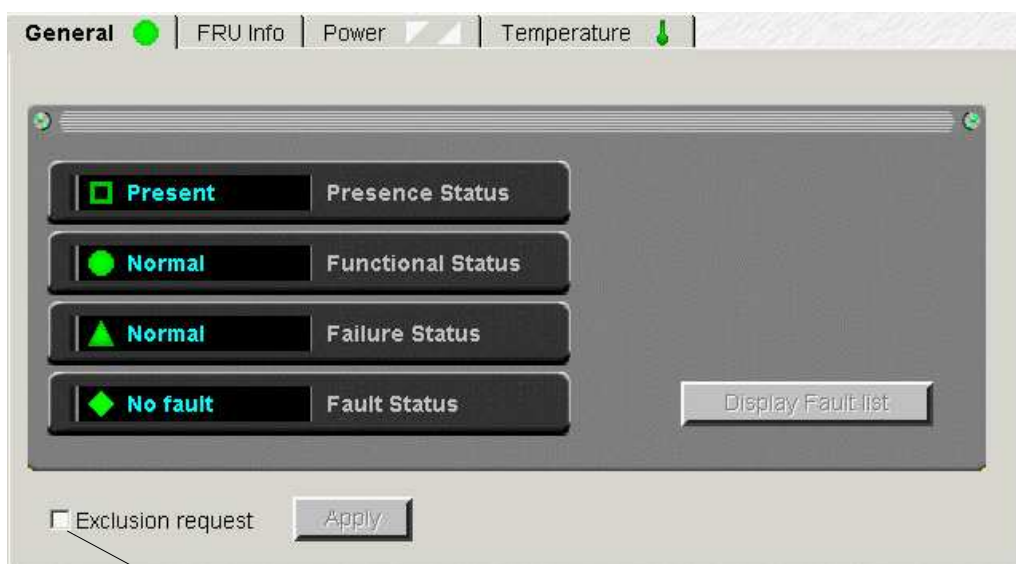 General FRU Info Power Temperature
Present Presence Status
Normal Functional Status
Normal Failure Status
No fault Fault Status
Display Fault list
Exclusion request Apply